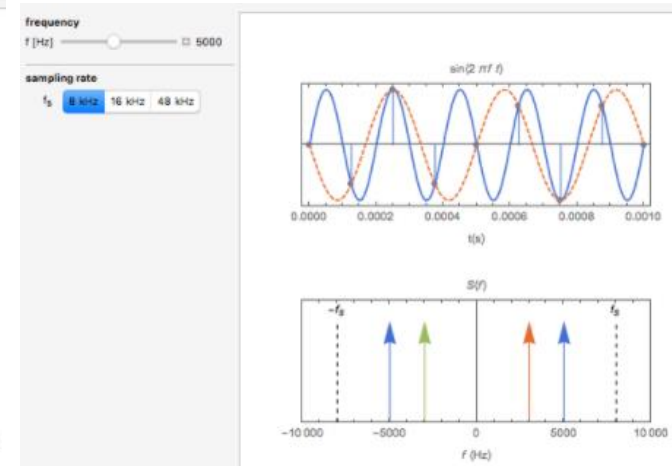 frequency
f [Hz] 5000
sampling rate
fs 8 kHz 16 kHz 48 kHz
sin(2 πf t)
0.0000 0.0002 0.0004 0.0006 0.0008 0.0010
t(s)
S(f)
-fs fs
-10 000 -5000 0 5000 10 000
f (Hz)